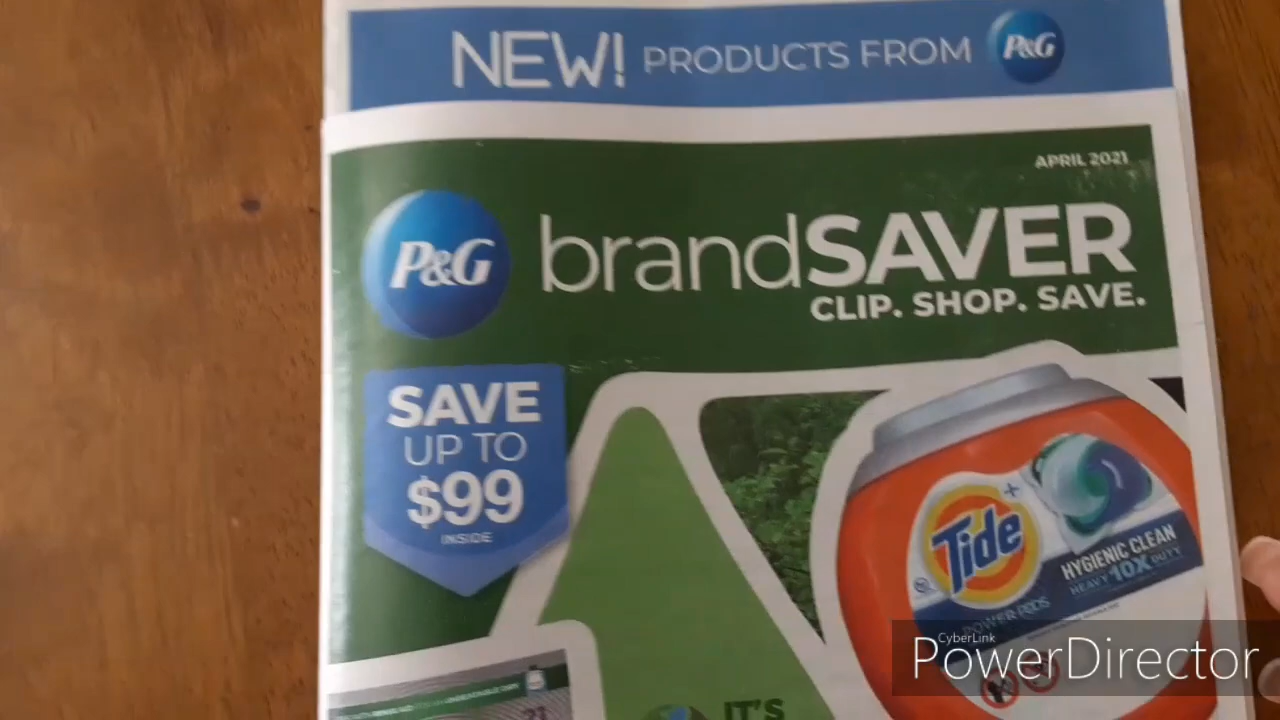 NEW! PRODUCTS FROM P&G
APRIL 2021
P&G brandSAVER
CLIP. SHOP. SAVE.
SAVE
UP TO
$99
INSIDE
Tide+
HYGIENIC CLEAN
HEAVY 10X DUTY
POWER PODS
IT'S
CyberLink
PowerDirector